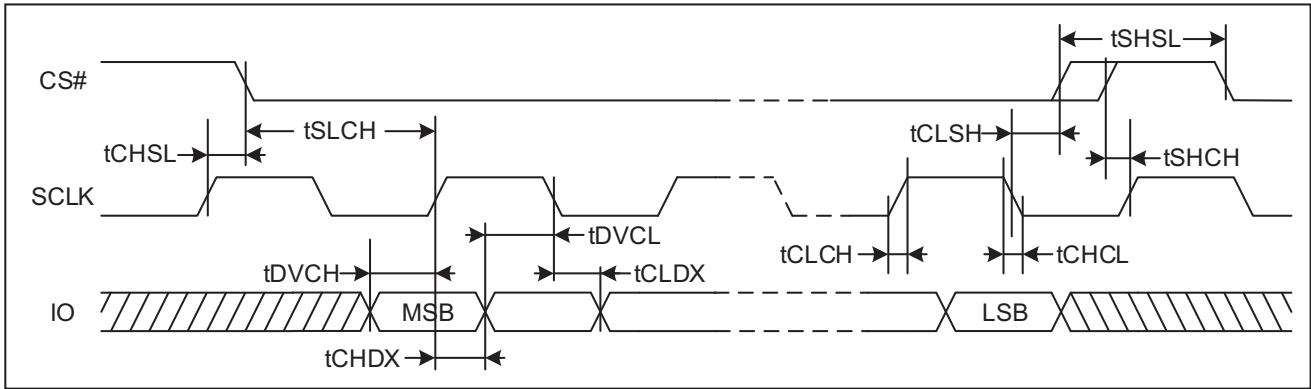 tSHSL
CS#
tSLCH
tCLSH
tCHSL
tSHCH
SCLK
tDVCL
tDVCH
tCLDX
tCLCH
tCHCL
IO
MSB
LSB
tCHDX